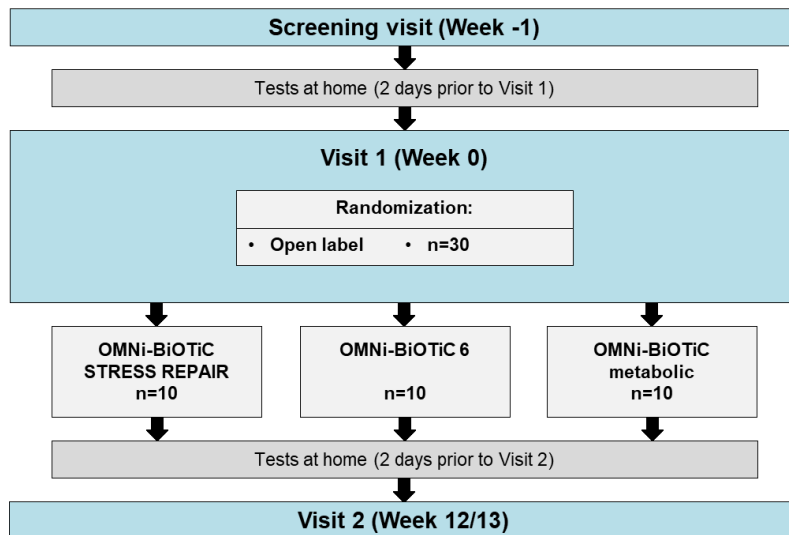 Screening visit (Week -1)
Tests at home (2 days prior to Visit 1)
Visit 1 (Week 0)
Randomization:
• Open label • n=30
OMNi-BiOTiC
STRESS REPAIR
n=10
OMNi-BiOTiC 6
n=10
OMNi-BiOTiC
metabolic
n=10
Tests at home (2 days prior to Visit 2)
Visit 2 (Week 12/13)